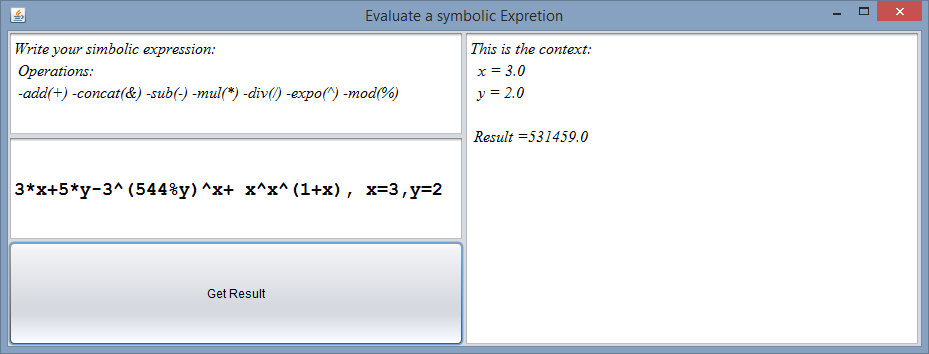 Evaluate a symbolic Expretion
Write your simbolic expression:
Operations:
-add(+) -concat(&) -sub(-) -mul(*) -div(/) -expo(^) -mod(%)
3*x+5*y-3^(544%y)^x+ x^x^(1+x), x=3,y=2
Get Result
This is the context:
x = 3.0
y = 2.0
Result =531459.0